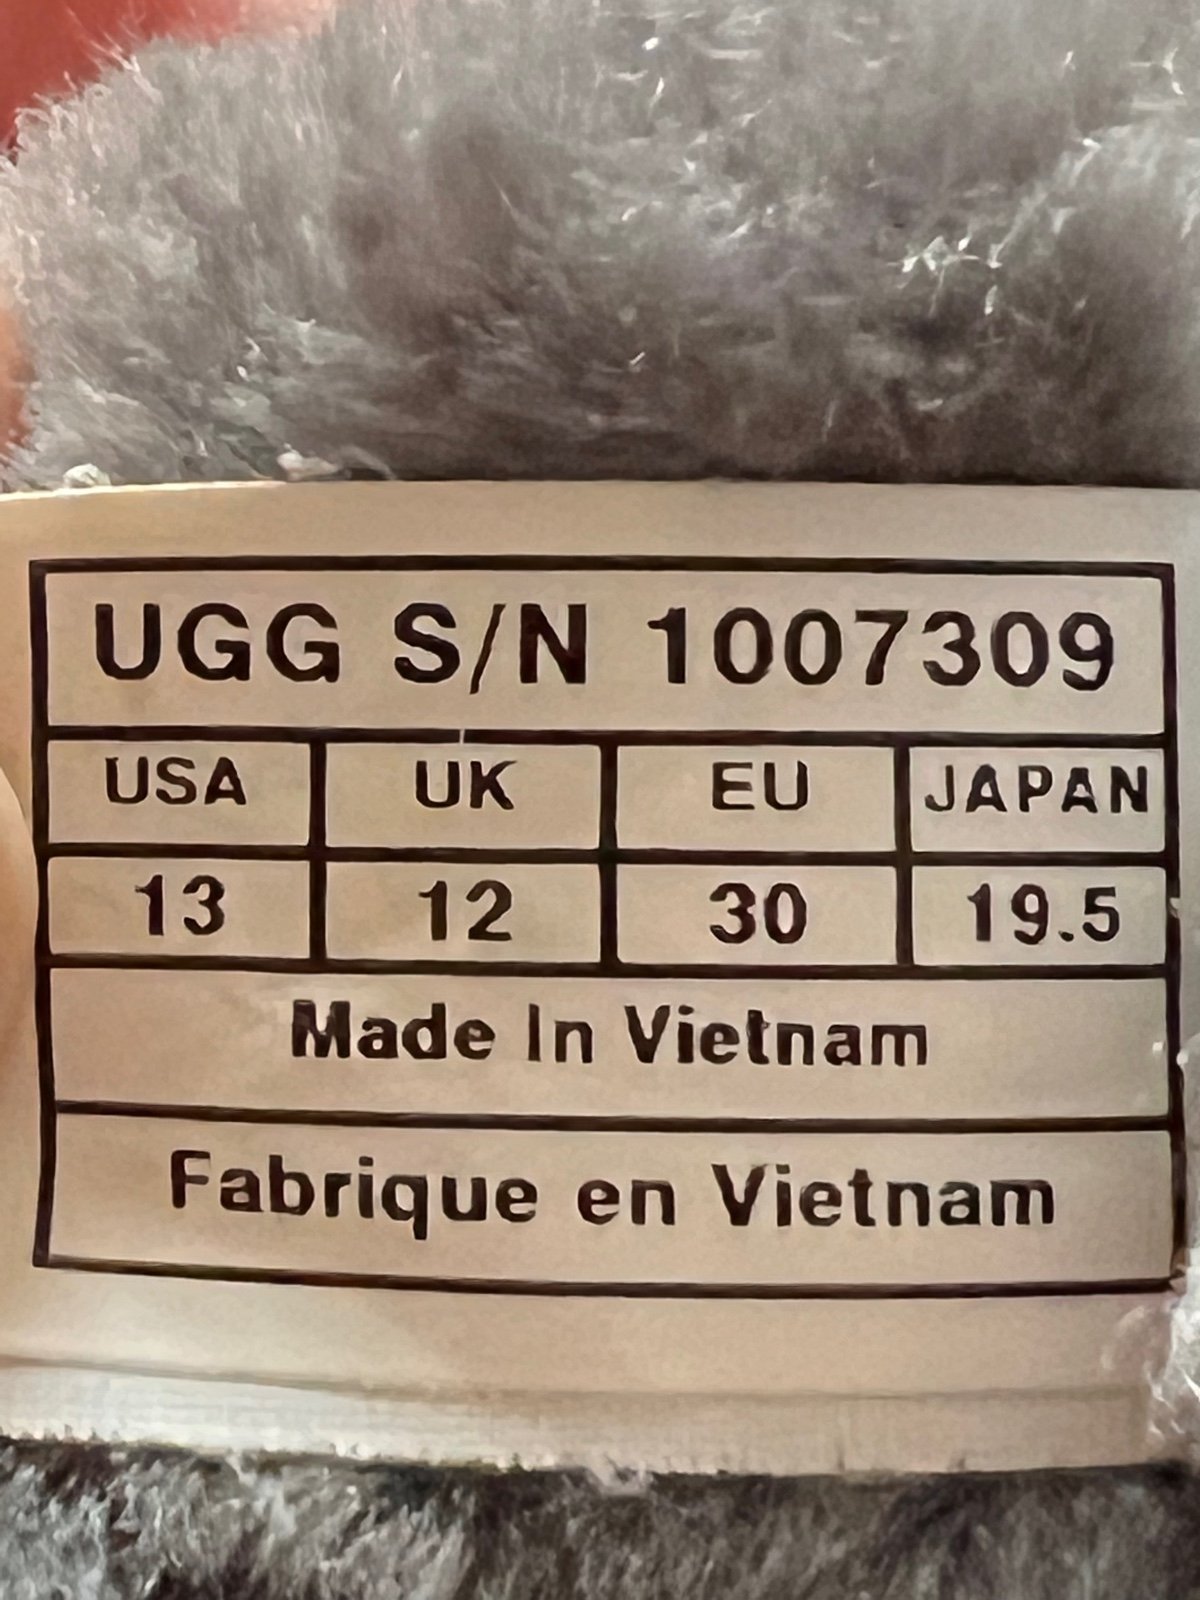 UGG S/N 1007309
USA UK EU JAPAN
13 12 30 19.5
Made In Vietnam
Fabrique en Vietnam